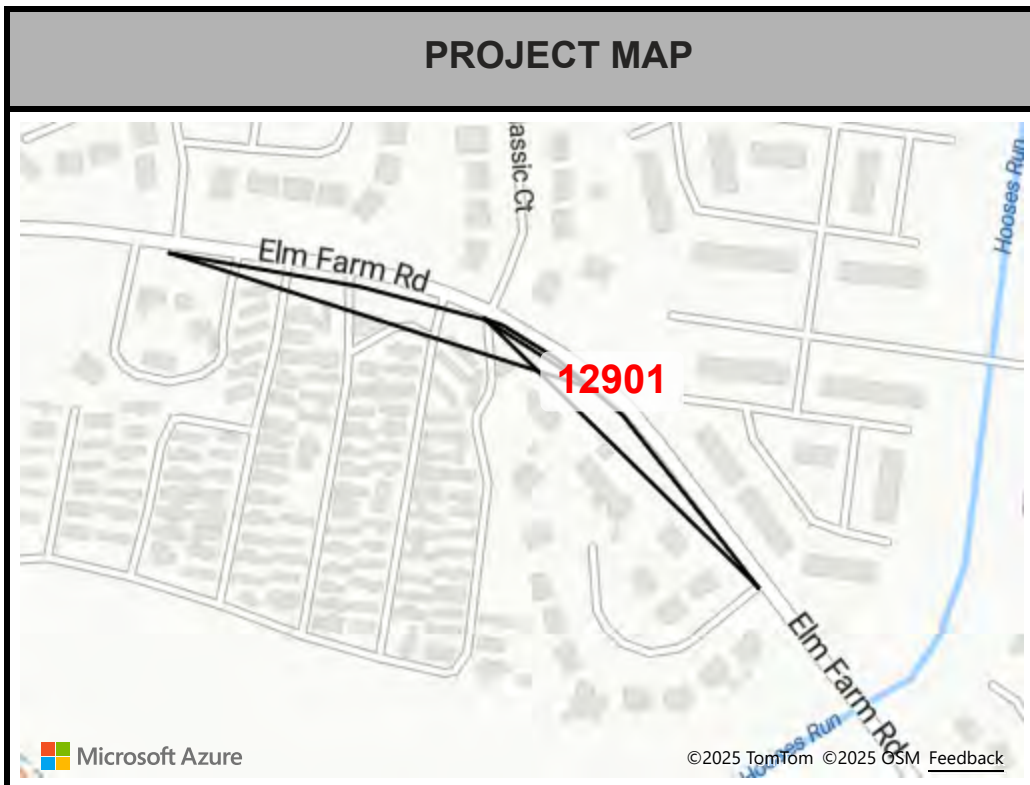 PROJECT MAP
assic Ct
Hooses Run
Elm Farm Rd
12901
Elm Farm Rd
Hooses Run
Microsoft Azure
©2025 TomTom ©2025 OSM Feedback